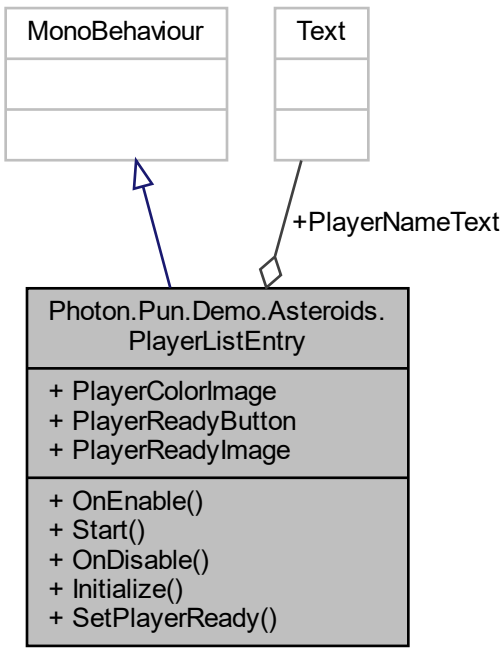 MonoBehaviour
Text
+PlayerNameText
Photon.Pun.Demo.Asteroids.
PlayerListEntry
+ PlayerColorImage
+ PlayerReadyButton
+ PlayerReadyImage
+ OnEnable()
+ Start()
+ OnDisable()
+ Initialize()
+ SetPlayerReady()